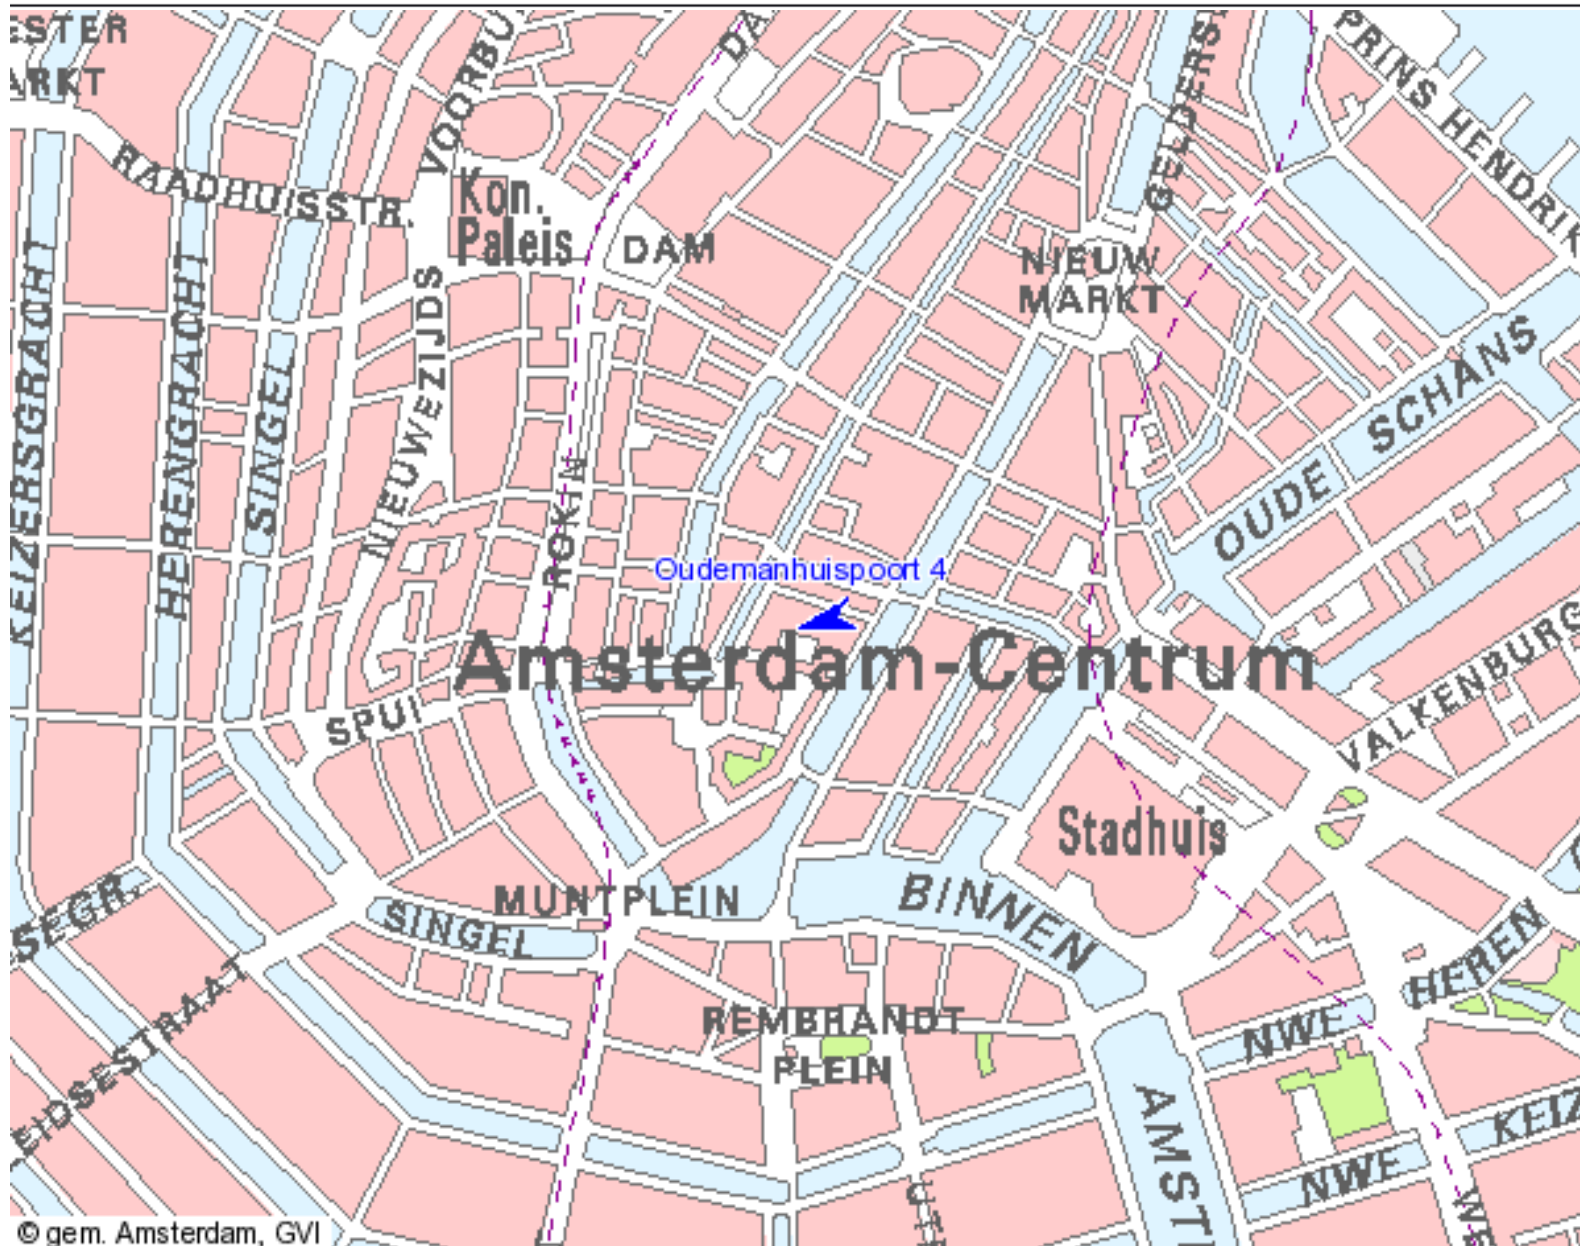 ESTER
ARKT
VOORBU
DA
GELDERS
PRINS HENDRIK
RAADHUISSTR.
Kon.
Paleis
DAM
NIEUW
MARKT
KEIZERSGRACHT
HERENGRACHT
SINGEL
NIEUWEZIJDS
ROKIN
OUDE SCHANS
Oudemanhuispoort 4
Amsterdam-Centrum
SPUI
VALKENBURG
Stadhuis
MUNTPLEIN
SINGEL
BINNEN
SEGR.
EIDSESTRAAT
HEREN
REMBRANDT
PLEIN
NWE
AMSTE
KEIZ
NWE
© gem. Amsterdam, GVI